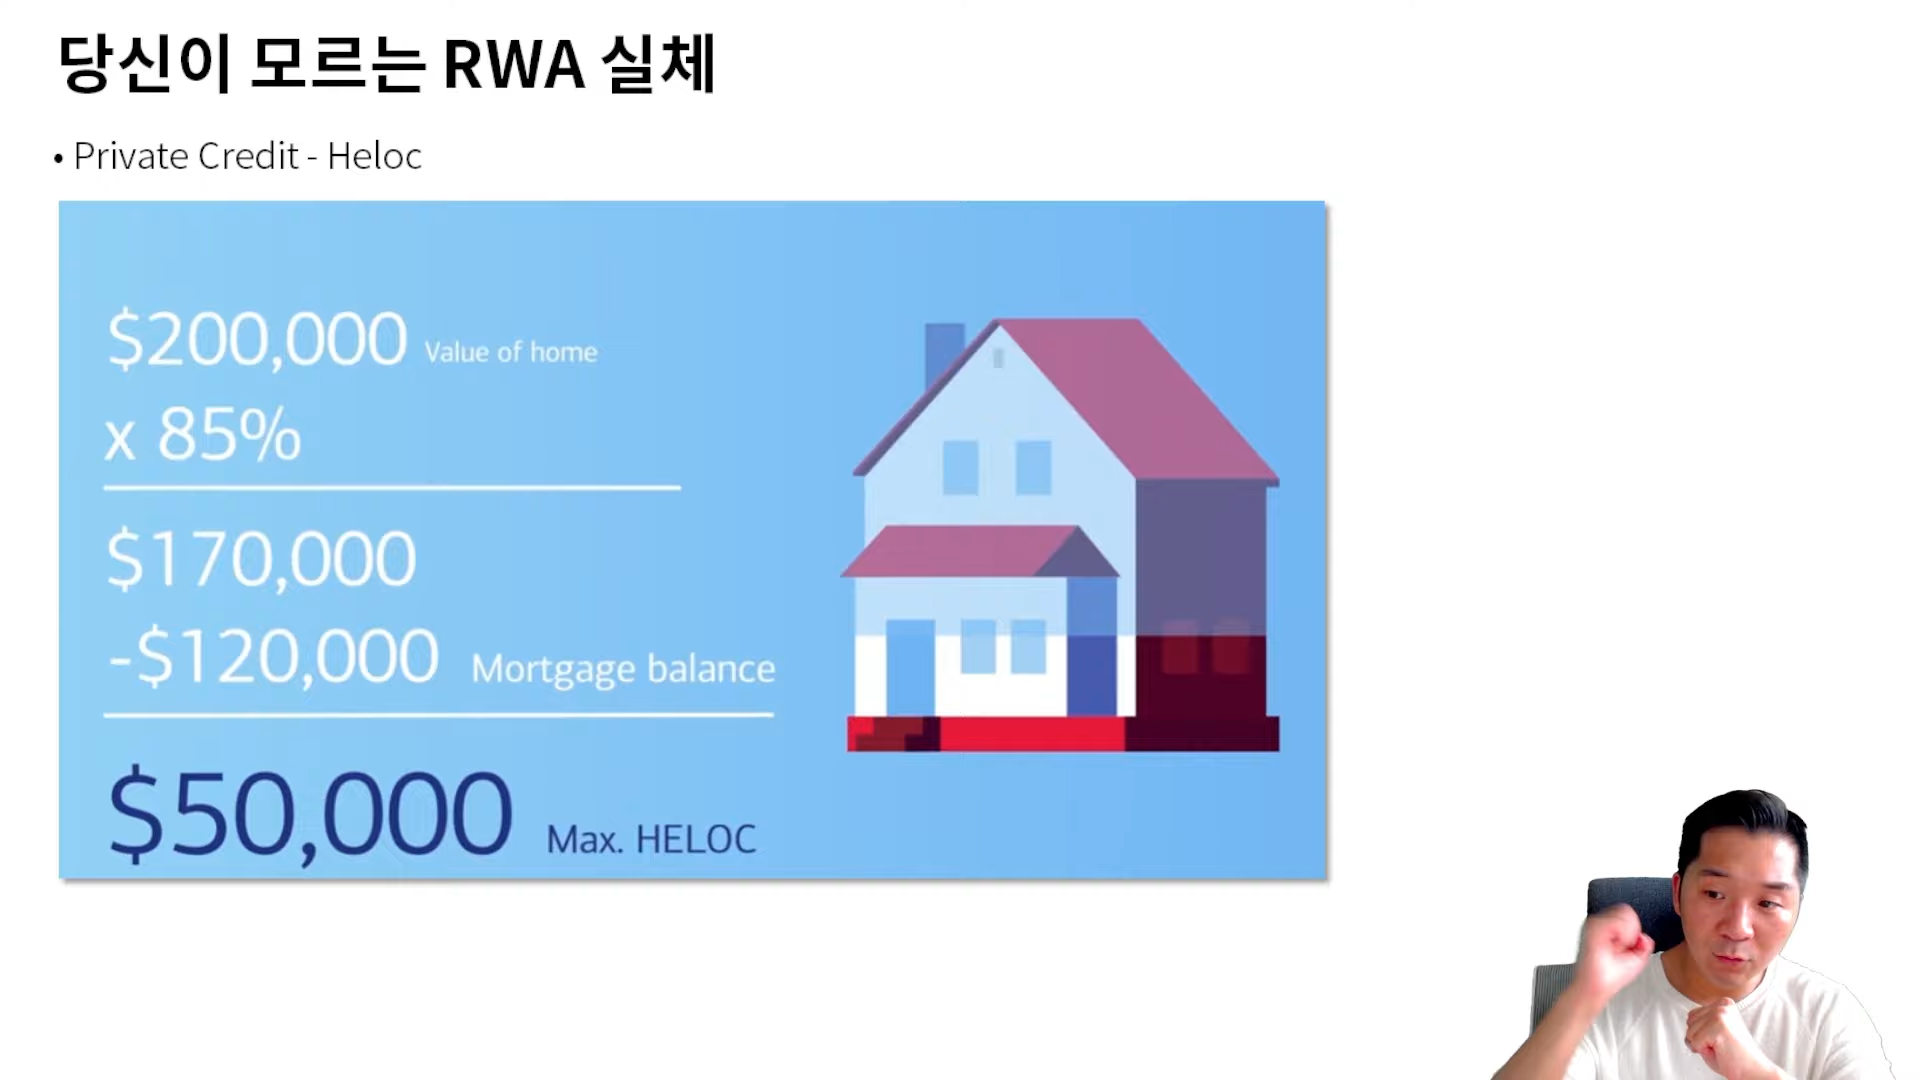 당신이 모르는 RWA 실체
• Private Credit - Heloc
$200,000 Value of home
x 85%
$170,000
-$120,000 Mortgage balance
$50,000 Max. HELOC